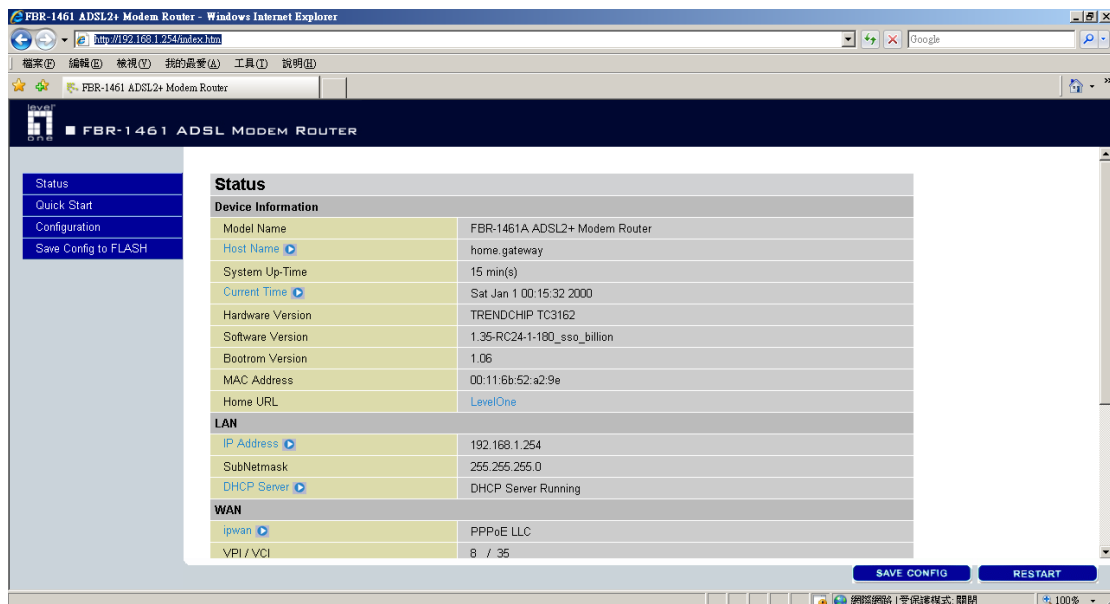 FBR-1461 ADSL2+ Modem Router - Windows Internet Explorer
http://192.168.1.254/index.htm
Google
檔案(F) 編輯(E) 檢視(V) 我的最愛(A) 工具(T) 說明(H)
FBR-1461 ADSL2+ Modem Router
level
one
FBR-1461 ADSL MODEM ROUTER
Status
Quick Start
Configuration
Save Config to FLASH
Status
Device Information
Model Name FBR-1461A ADSL2+ Modem Router
Host Name home.gateway
System Up-Time 15 min(s)
Current Time Sat Jan 1 00:15:32 2000
Hardware Version TRENDCHIP TC3162
Software Version 1.35-RC24-1-180_sso_billion
Bootrom Version 1.06
MAC Address 00:11:6b:52:a2:9e
Home URL LevelOne
LAN
IP Address 192.168.1.254
SubNetmask 255.255.255.0
DHCP Server DHCP Server Running
WAN
ipwan PPPoE LLC
VPI / VCI 8 / 35
SAVE CONFIG RESTART
網際網路 | 受保護模式: 關閉 100%